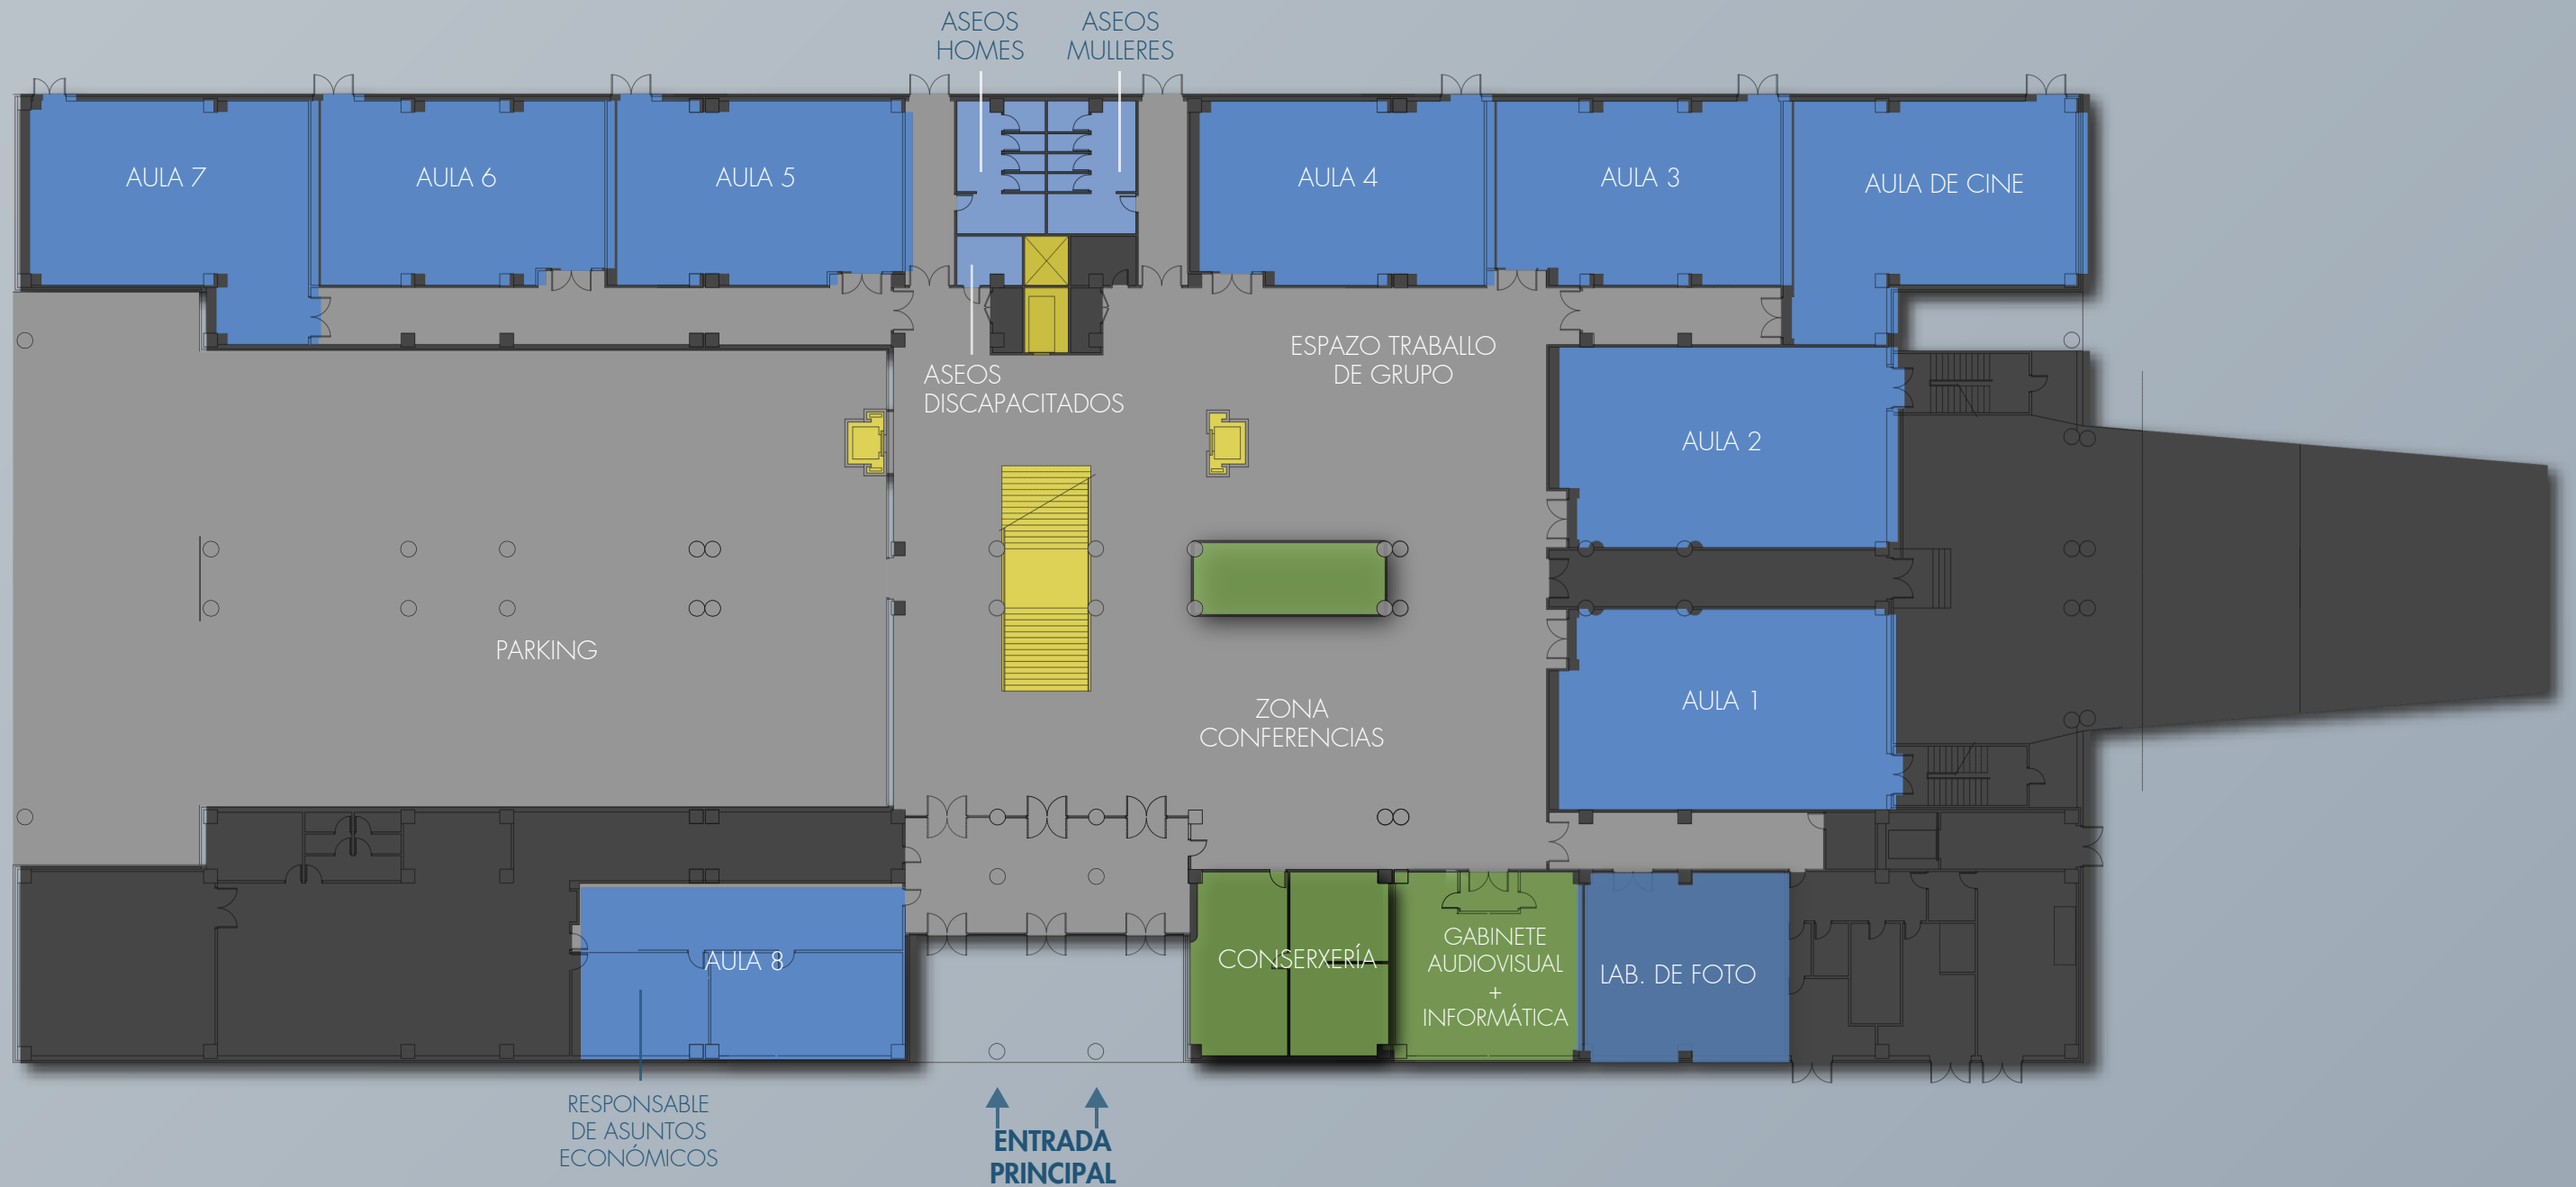 ASEOS
HOMES
ASEOS
MULLERES
AULA 7
AULA 6
AULA 5
AULA 4
AULA 3
AULA DE CINE
ESPAZO TRABALLO
DE GRUPO
ASEOS
DISCAPACITADOS
AULA 2
PARKING
AULA 1
ZONA
CONFERENCIAS
AULA 8
CONSERXERÍA
GABINETE
AUDIOVISUAL
+
INFORMÁTICA
LAB. DE FOTO
RESPONSABLE
DE ASUNTOS
ECONÓMICOS
ENTRADA
PRINCIPAL